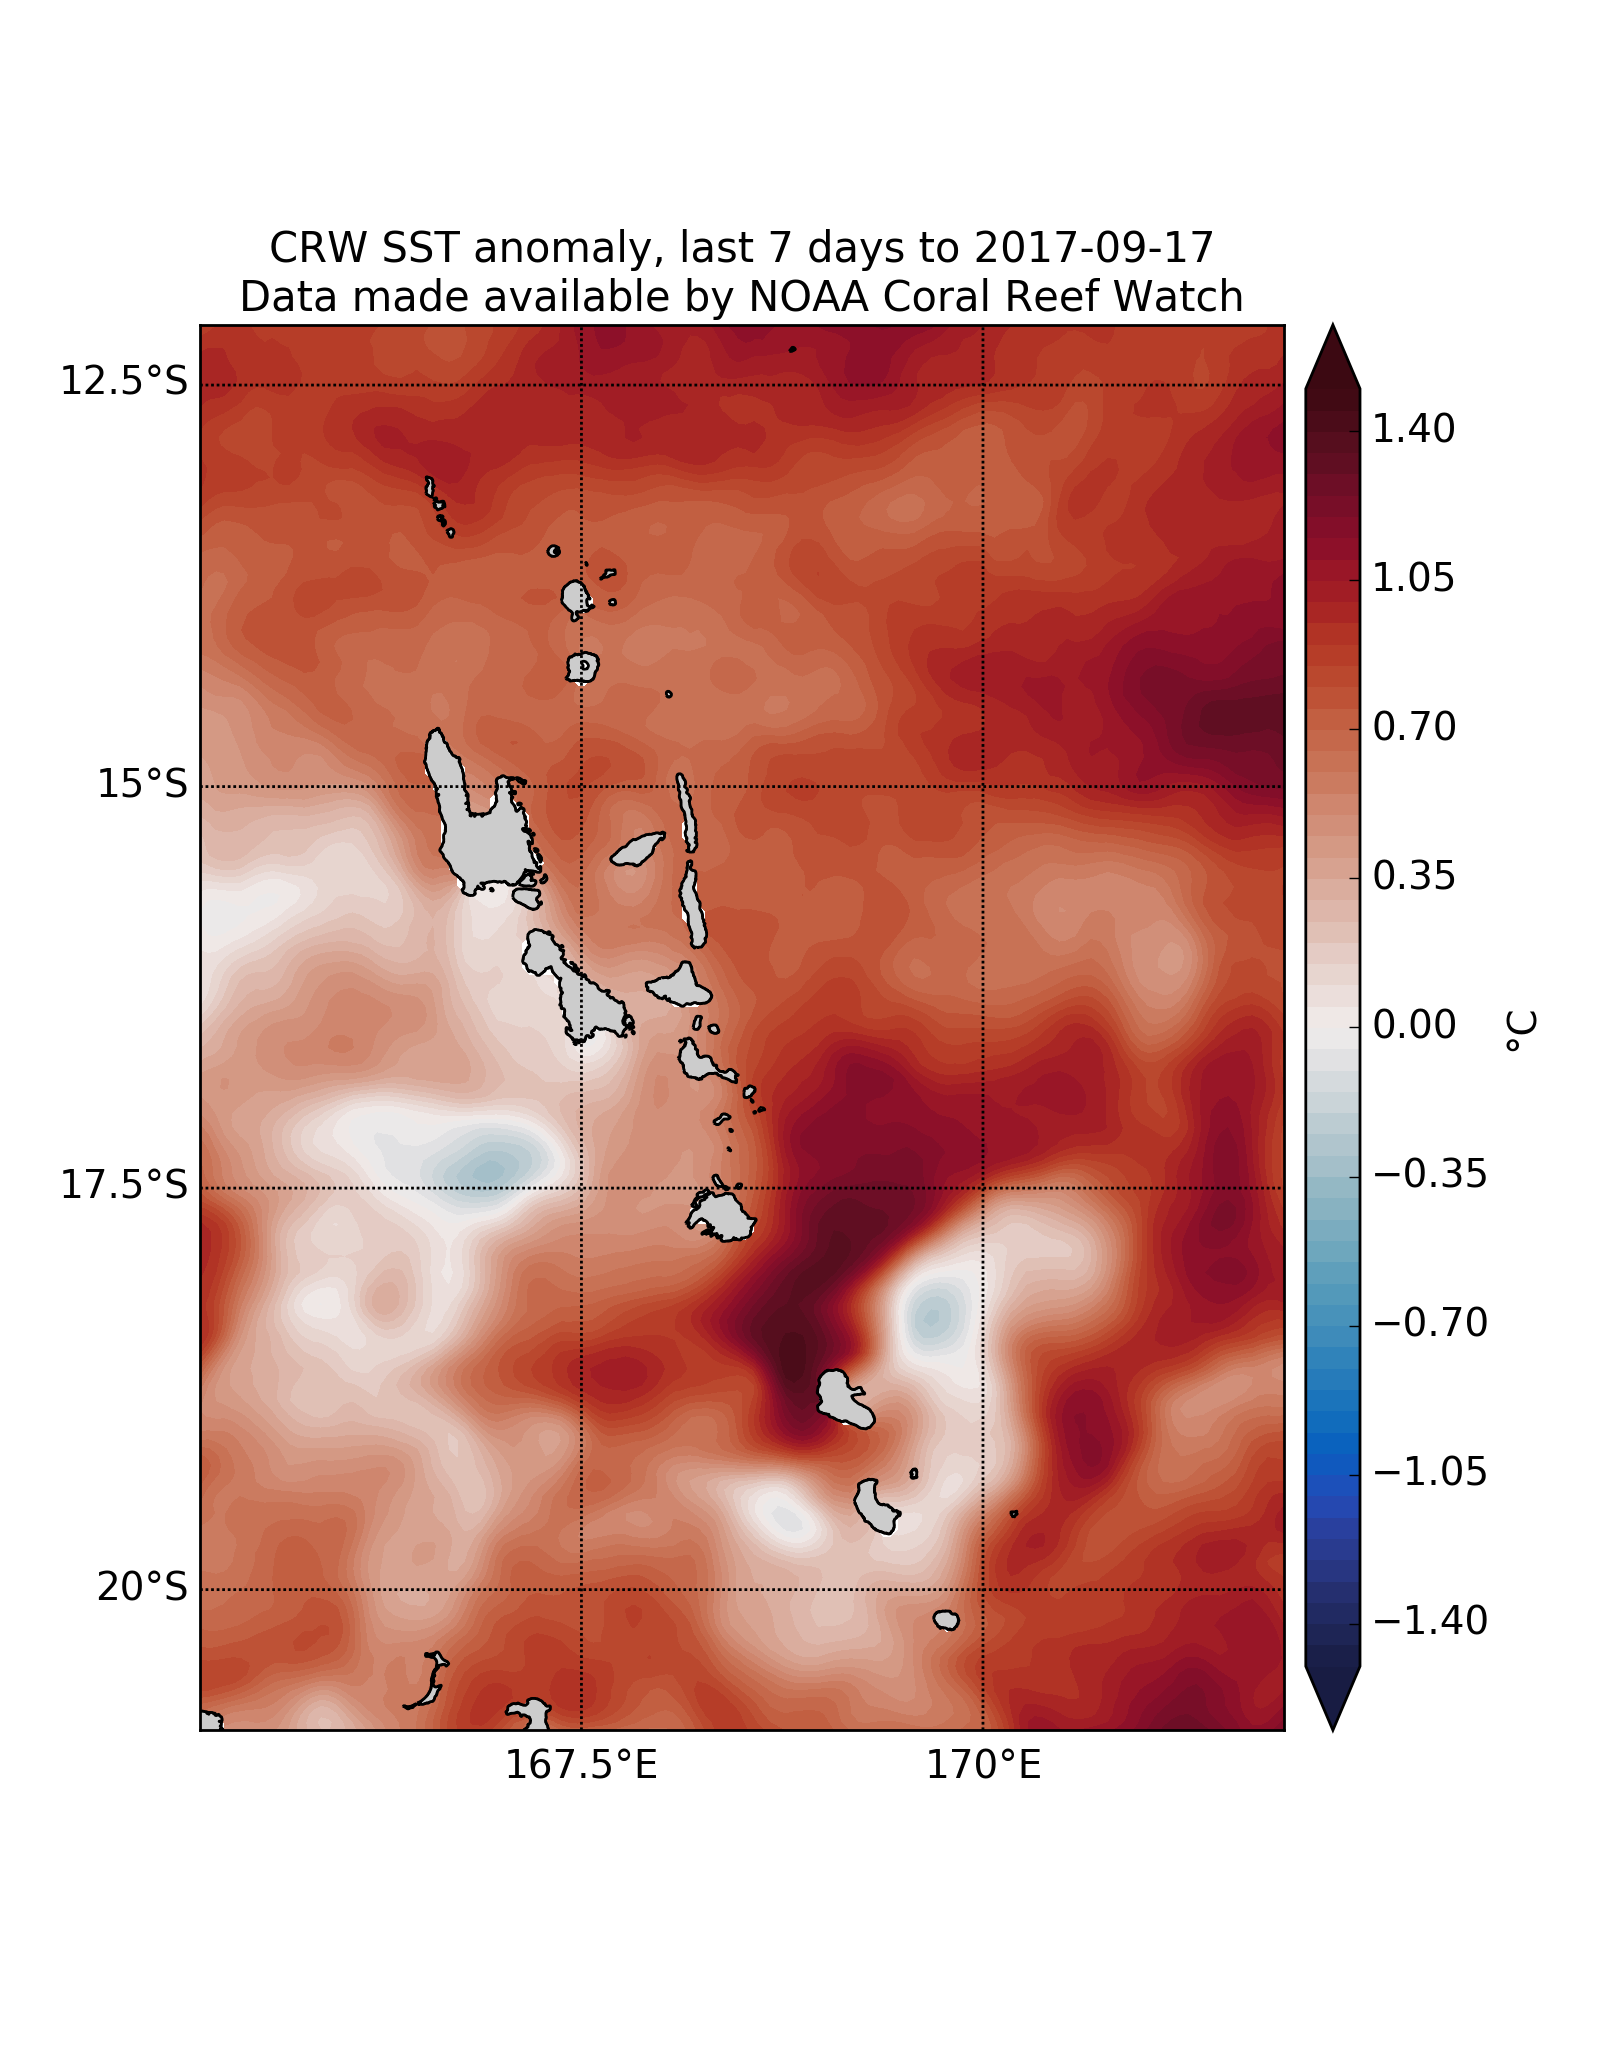 CRW SST anomaly, last 7 days to 2017-09-17
Data made available by NOAA Coral Reef Watch
12.5°S
15°S
17.5°S
20°S
167.5°E
170°E
1.40
1.05
0.70
0.35
0.00
−0.35
−0.70
−1.05
−1.40
°C